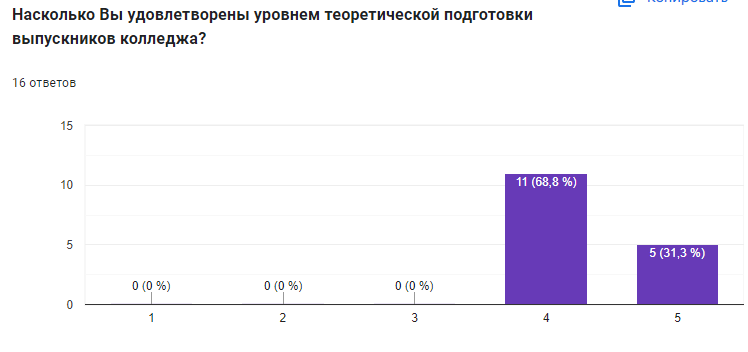 Копировать
Насколько Вы удовлетворены уровнем теоретической подготовки
выпускников колледжа?
16 ответов
15
10
5
0
0 (0 %)
0 (0 %)
0 (0 %)
11 (68,8 %)
5 (31,3 %)
1
2
3
4
5